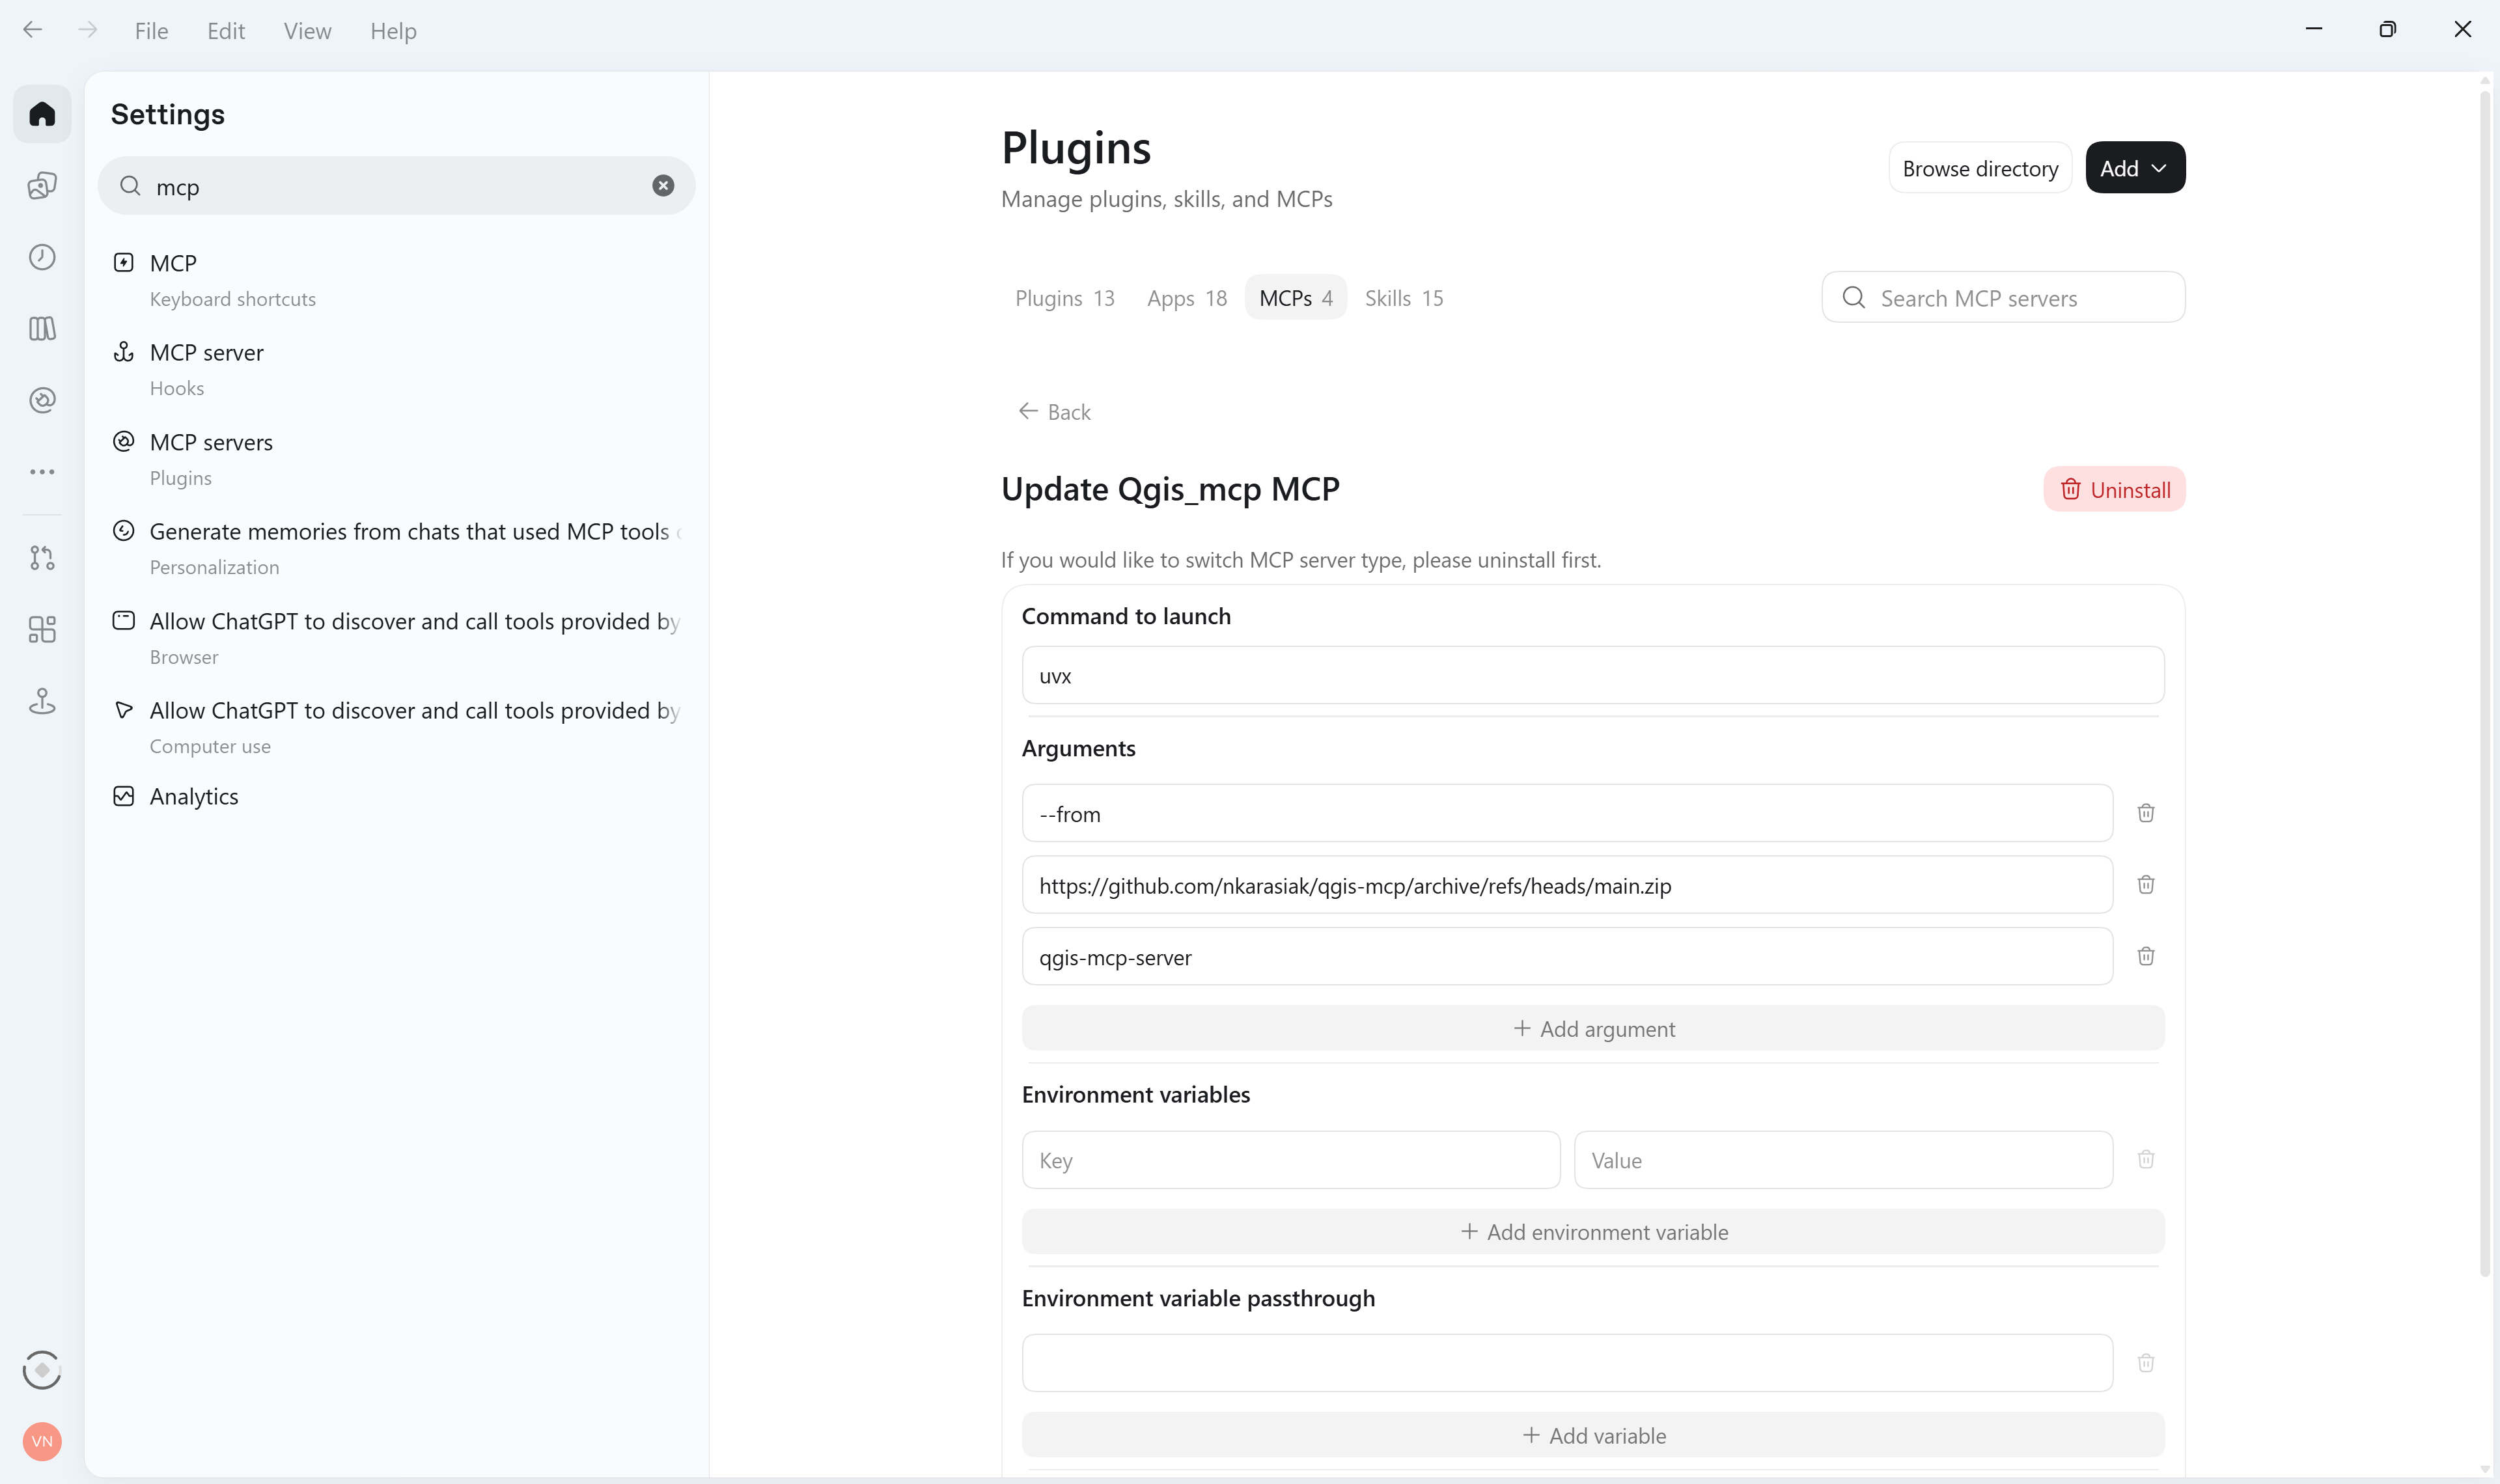 File Edit View Help
Settings
mcp
MCP
Keyboard shortcuts
MCP server
Hooks
MCP servers
Plugins
Generate memories from chats that used MCP tools
Personalization
Allow ChatGPT to discover and call tools provided by
Browser
Allow ChatGPT to discover and call tools provided by
Computer use
Analytics
VN
Plugins
Manage plugins, skills, and MCPs
Browse directory
Add
Plugins 13 Apps 18 MCPs 4 Skills 15
Search MCP servers
Back
Update Qgis_mcp MCP
Uninstall
If you would like to switch MCP server type, please uninstall first.
Command to launch
uvx
Arguments
--from
https://github.com/nkarasiak/qgis-mcp/archive/refs/heads/main.zip
qgis-mcp-server
+ Add argument
Environment variables
Key Value
+ Add environment variable
Environment variable passthrough
+ Add variable